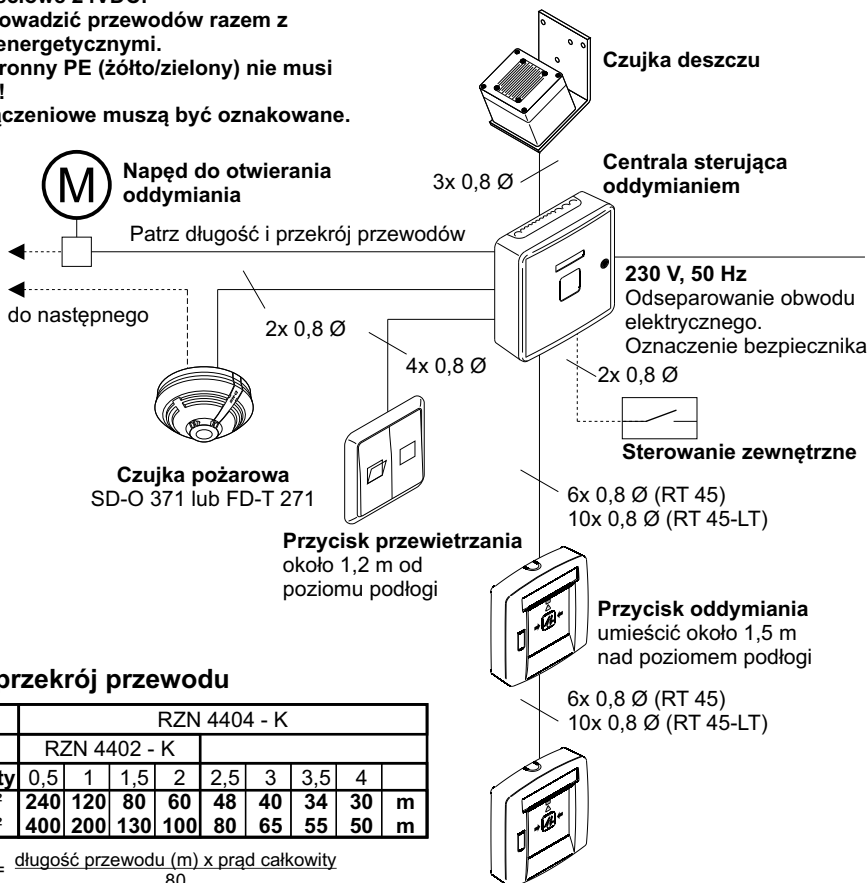 owadzić przewodów razem z
energetycznymi.
ronny PE (żółto/zielony) nie musi
!
czeniowe muszą być oznakowane.
Czujka deszczu
3x 0,8 Ø
Centrala sterująca
oddymianiem
M
Napęd do otwierania
oddymiania
Patrz długość i przekrój przewodów
230 V, 50 Hz
Odseparowanie obwodu
elektrycznego.
Oznaczenie bezpiecznika
do następnego
2x 0,8 Ø
4x 0,8 Ø
2x 0,8 Ø
Sterowanie zewnętrzne
Czujka pożarowa
SD-O 371 lub FD-T 271
6x 0,8 Ø (RT 45)
10x 0,8 Ø (RT 45-LT)
Przycisk przewietrzania
około 1,2 m od
poziomu podłogi
Przycisk oddymiania
umieścić około 1,5 m
nad poziomem podłogi
6x 0,8 Ø (RT 45)
10x 0,8 Ø (RT 45-LT)
przekrój przewodu
RZN 4404 - K
RZN 4402 - K
ty 0,5 1 1,5 2 2,5 3 3,5 4
² 240 120 80 60 48 40 34 30 m
² 400 200 130 100 80 65 55 50 m
= długość przewodu (m) x prąd całkowity
80